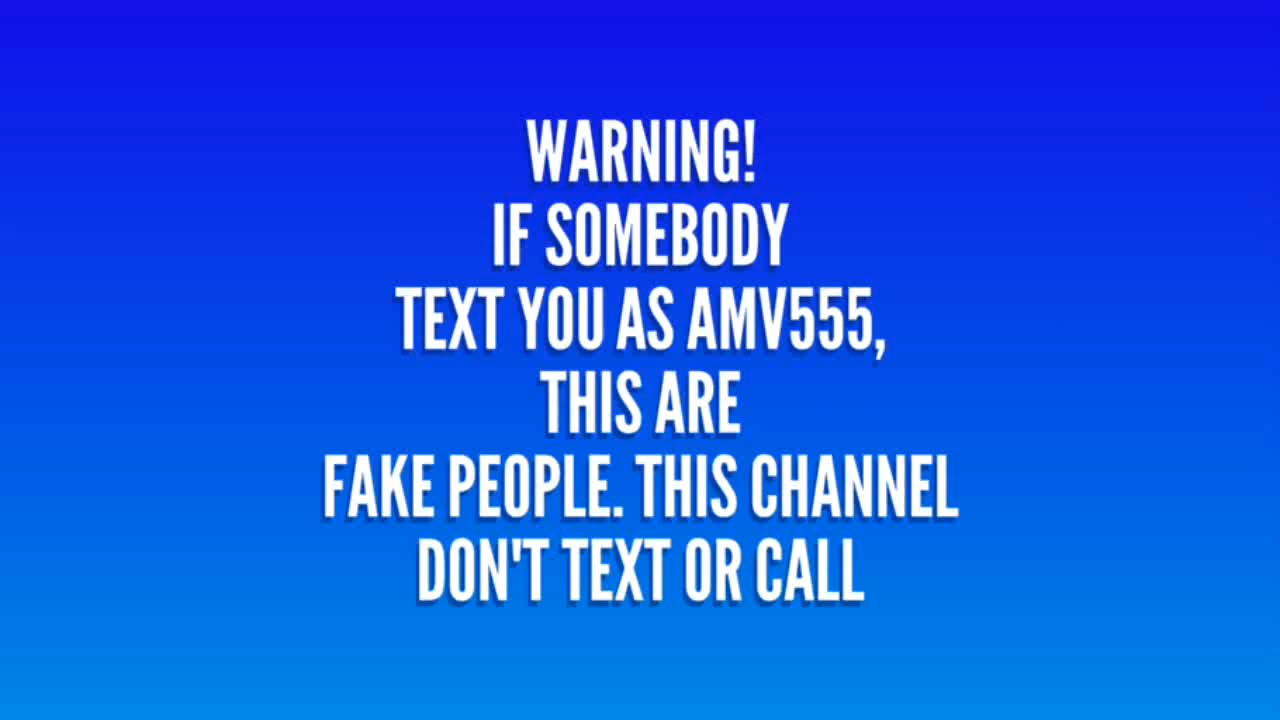 WARNING!
IF SOMEBODY
TEXT YOU AS AMV555,
THIS ARE
FAKE PEOPLE. THIS CHANNEL
DON'T TEXT OR CALL